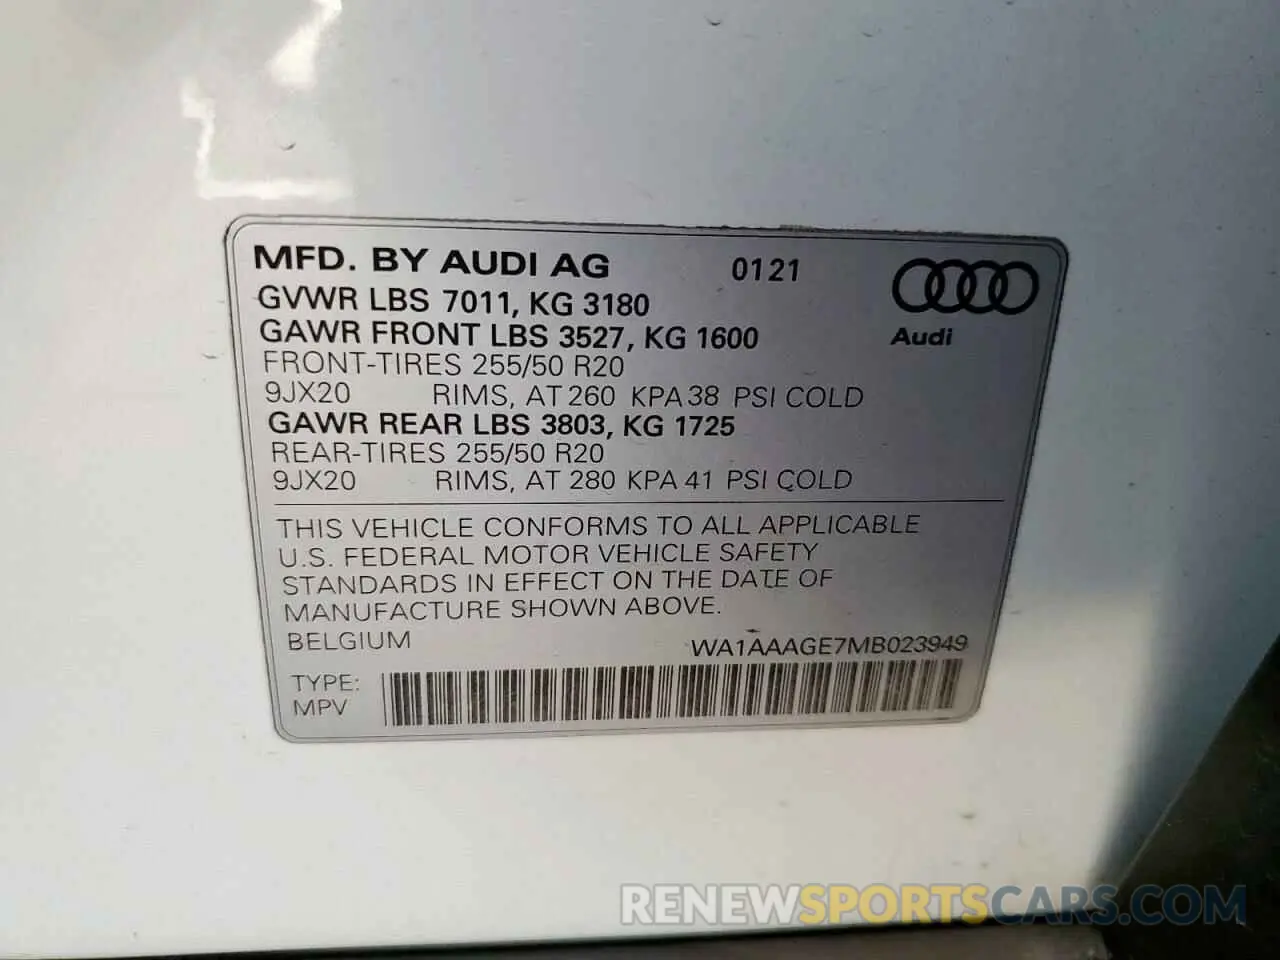 MFD. BY AUDI AG 0121
GVWR LBS 7011, KG 3180
GAWR FRONT LBS 3527, KG 1600
Audi
FRONT-TIRES 255/50 R20
9JX20 RIMS, AT 260 KPA 38 PSI COLD
GAWR REAR LBS 3803, KG 1725
REAR-TIRES 255/50 R20
9JX20 RIMS, AT 280 KPA 41 PSI COLD
THIS VEHICLE CONFORMS TO ALL APPLICABLE
U.S. FEDERAL MOTOR VEHICLE SAFETY
STANDARDS IN EFFECT ON THE DATE OF
MANUFACTURE SHOWN ABOVE.
BELGIUM WA1AAAGE7MB023949
TYPE:
MPV
RENEWSPORTSCARS.COM